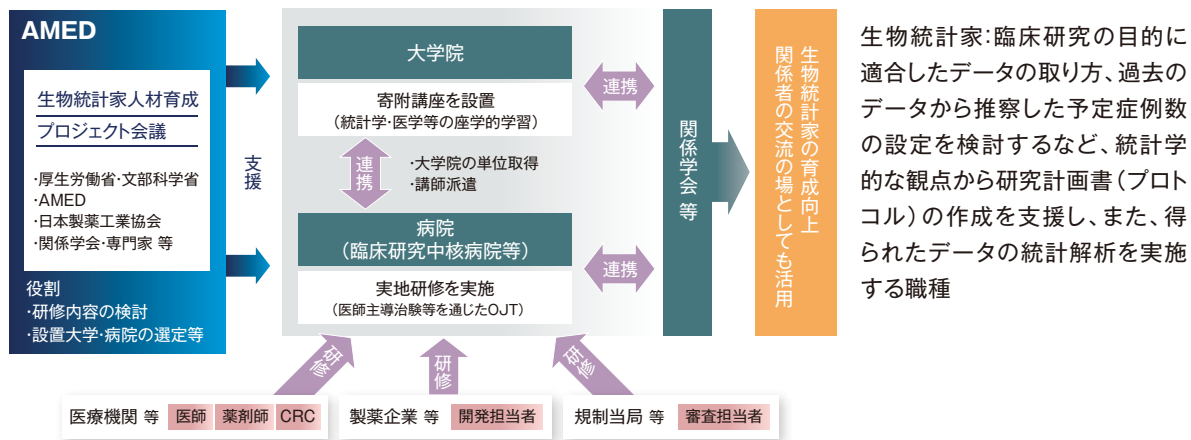 AMED
生物統計家人材育成
プロジェクト会議
・厚生労働省・文部科学省
・AMED
・日本製薬工業協会
・関係学会・専門家 等
役割
・研修内容の検討
・設置大学・病院の選定等
支援
大学院
寄附講座を設置
（統計学・医学等の座学的学習）
連携
・大学院の単位取得
・講師派遣
病院
（臨床研究中核病院等）
実地研修を実施
（医師主導治験等を通じたOJT）
連携
連携
関係学会 等
生物統計家の育成向上
関係者の交流の場としても活用
研修
研修
研修
医療機関 等 医師 薬剤師 CRC
製薬企業 等 開発担当者
規制当局 等 審査担当者
生物統計家：臨床研究の目的に
適合したデータの取り方、過去の
データから推察した予定症例数
の設定を検討するなど、統計学
的な観点から研究計画書（プロト
コル）の作成を支援し、また、得
られたデータの統計解析を実施
する職種